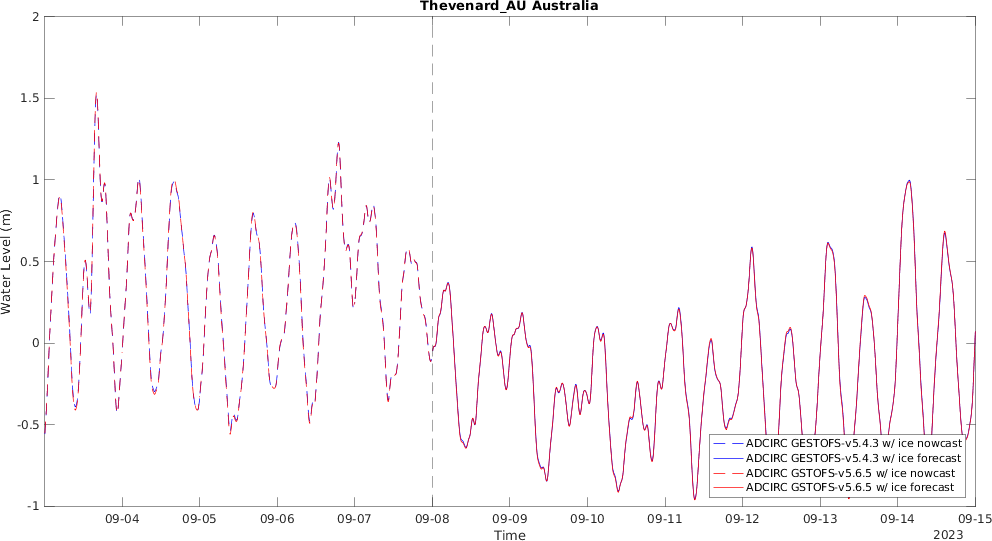 Thevenard_AU Australia
2
1.5
1
0.5
0
-0.5
-1
Water Level (m)
ADCIRC GESTOFS-v5.4.3 w/ ice nowcast
ADCIRC GESTOFS-v5.4.3 w/ ice forecast
ADCIRC GSTOFS-v5.6.5 w/ ice nowcast
ADCIRC GSTOFS-v5.6.5 w/ ice forecast
09-04 09-05 09-06 09-07 09-08 09-09 09-10 09-11 09-12 09-13 09-14 09-15
Time
2023